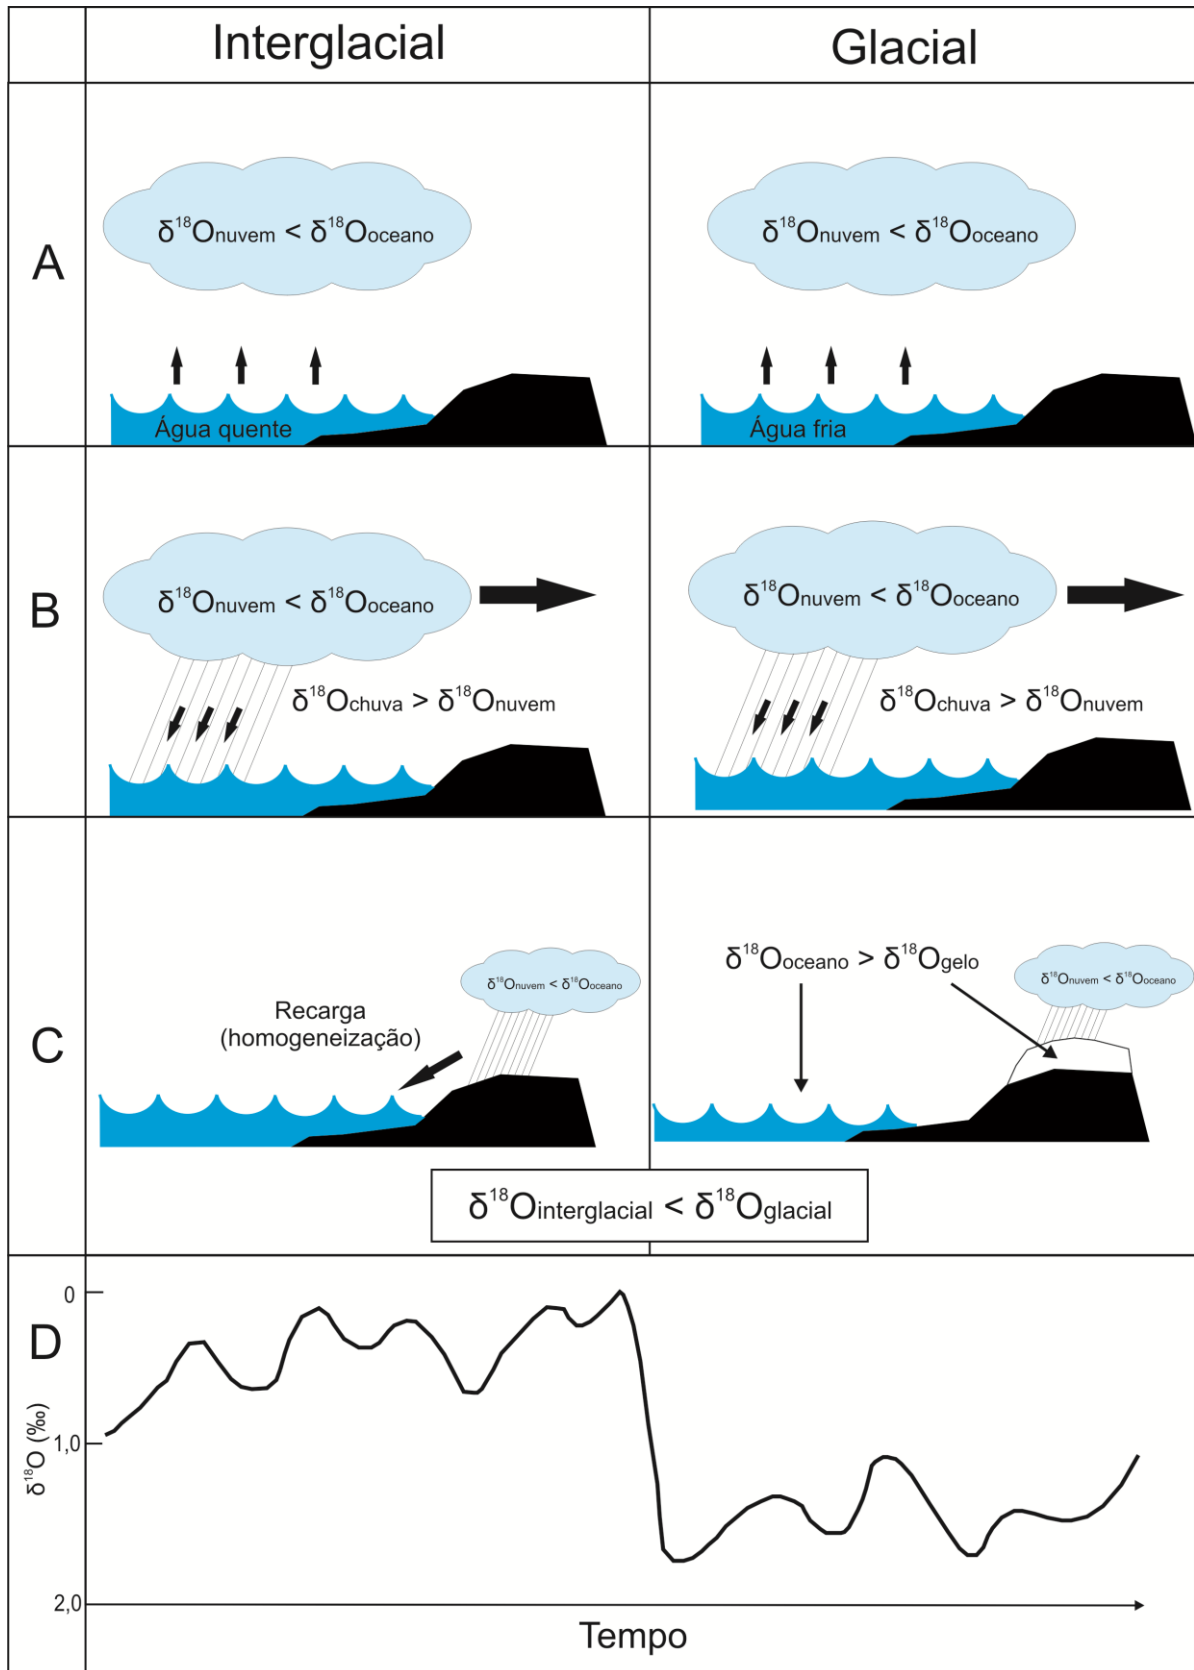 Interglacial
Glacial
A
δ¹⁸Onuvem < δ¹⁸Ooceano
δ¹⁸Onuvem < δ¹⁸Ooceano
Água quente
Água fria
B
δ¹⁸Onuvem < δ¹⁸Ooceano
δ¹⁸Onuvem < δ¹⁸Ooceano
δ¹⁸Ochuva > δ¹⁸Onuvem
δ¹⁸Ochuva > δ¹⁸Onuvem
C
δ¹⁸Onuvem < δ¹⁸Ooceano
Recarga
(homogeneização)
δ¹⁸Ooceano > δ¹⁸Ogelo
δ¹⁸Onuvem < δ¹⁸Ooceano
δ¹⁸Ointerglacial < δ¹⁸Oglacial
D
0
1,0
2,0
δ¹⁸O (‰)
Tempo